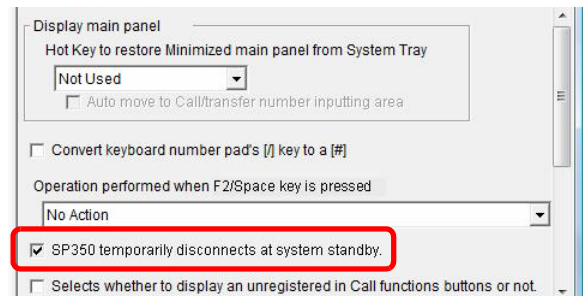 Display main panel
Hot Key to restore Minimized main panel from System Tray
Not Used
Auto move to Call/transfer number inputting area
Convert keyboard number pad's [/] key to a [#]
Operation performed when F2/Space key is pressed
No Action
SP350 temporarily disconnects at system standby.
Selects whether to display an unregistered in Call functions buttons or not.